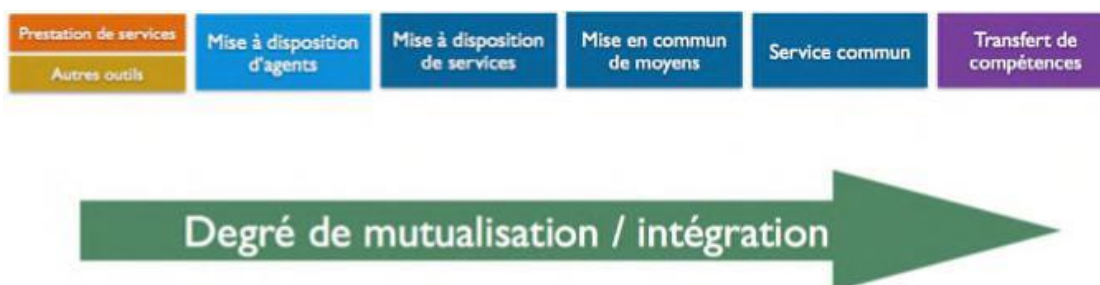 Prestation de services
Autres outils
Mise à disposition
d'agents
Mise à disposition
de services
Mise en commun
de moyens
Service commun
Transfert de
compétences
Degré de mutualisation / intégration